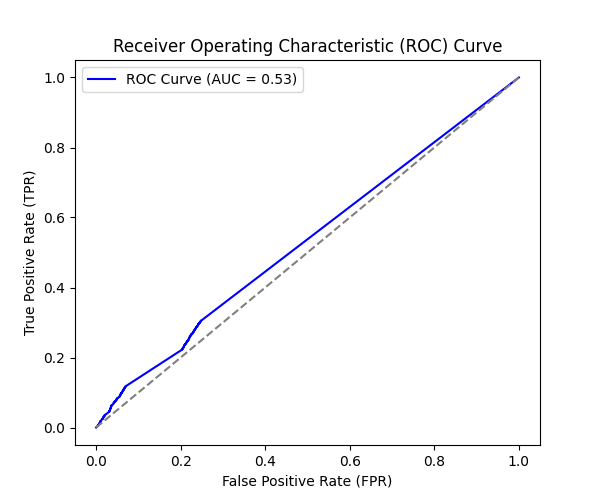 Receiver Operating Characteristic (ROC) Curve
ROC Curve (AUC = 0.53)
1.0
0.8
0.6
0.4
0.2
0.0
True Positive Rate (TPR)
0.0 0.2 0.4 0.6 0.8 1.0
False Positive Rate (FPR)